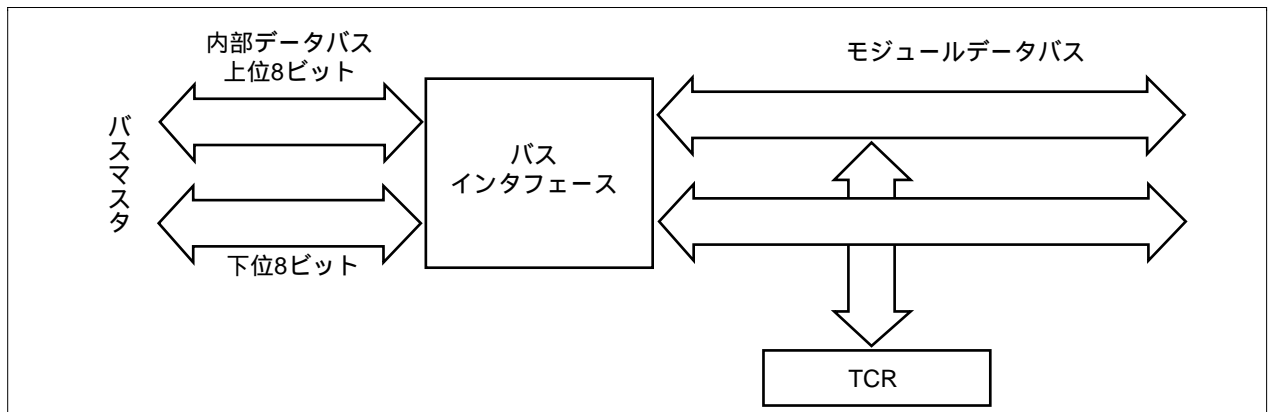 内部データバス
上位8ビット
モジュールデータバス
バスマスタ
バス
インタフェース
下位8ビット
TCR